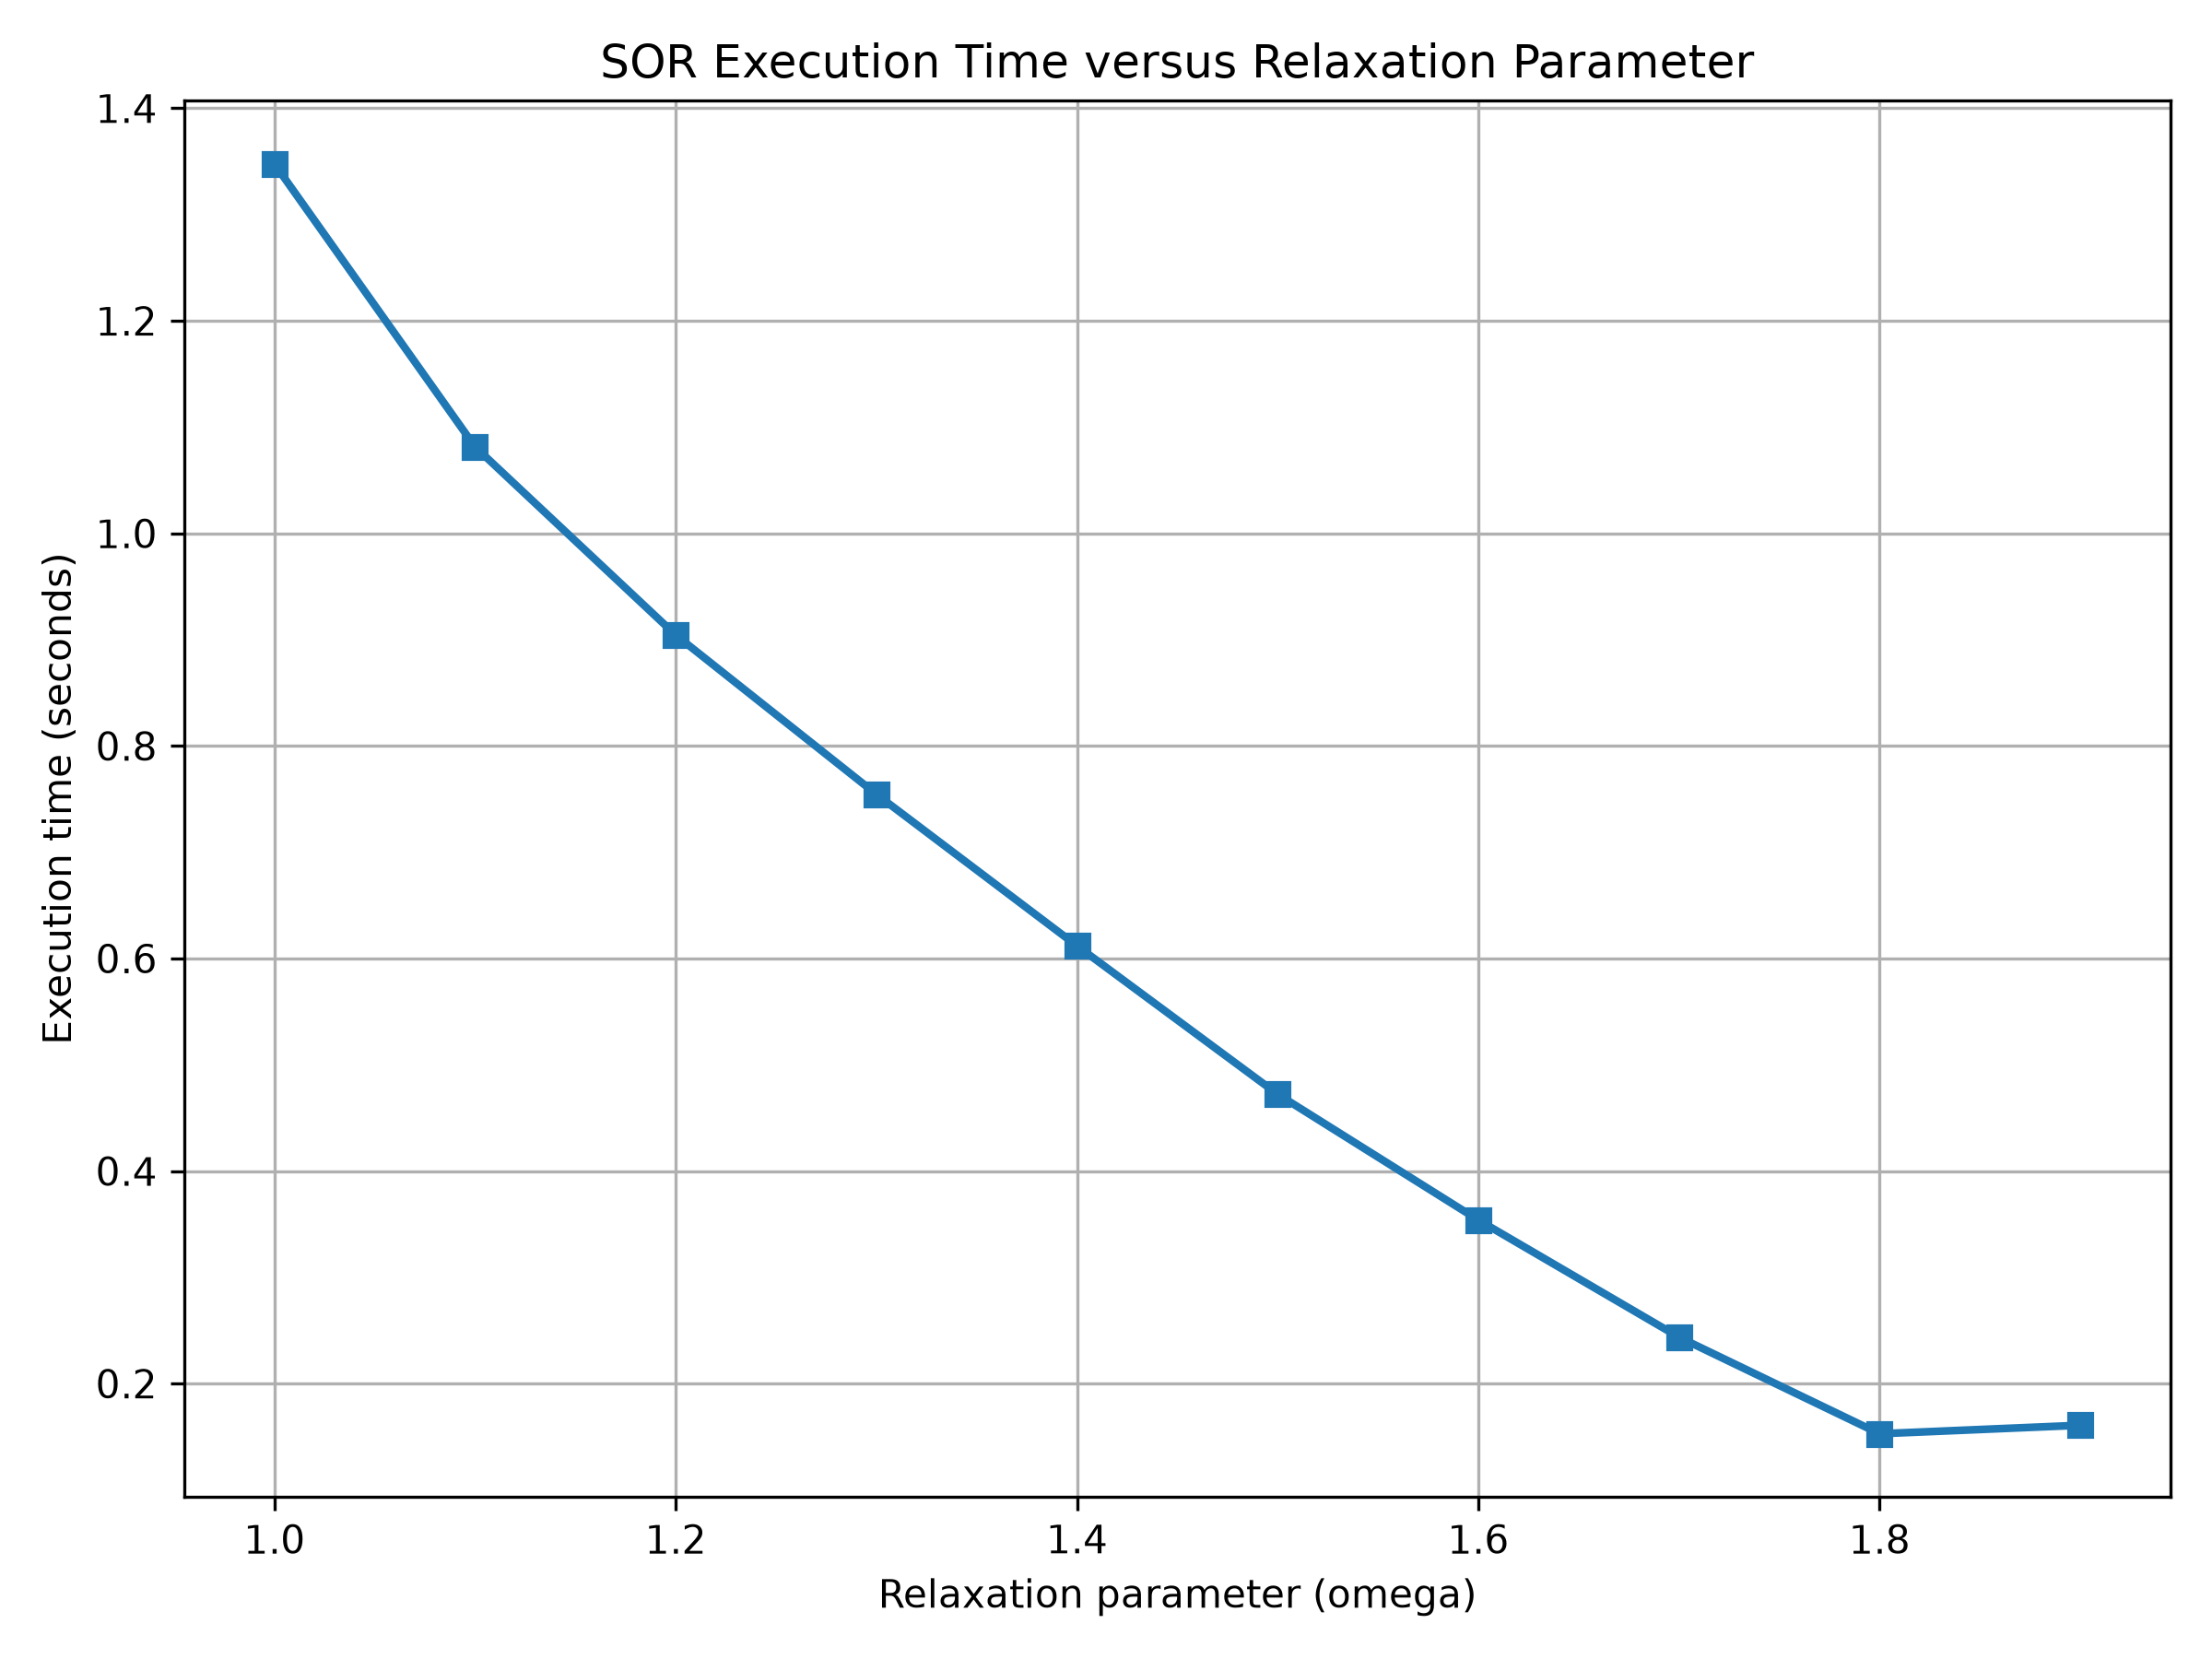 SOR Execution Time versus Relaxation Parameter
1.4
1.2
1.0
0.8
0.6
0.4
0.2
Execution time (seconds)
1.0 1.2 1.4 1.6 1.8
Relaxation parameter (omega)